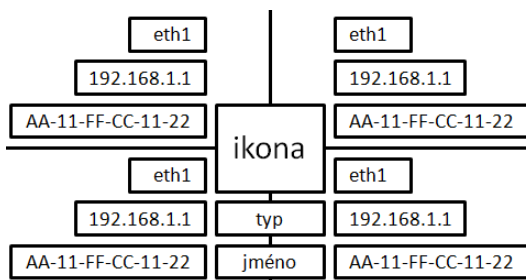 eth1
192.168.1.1
AA-11-FF-CC-11-22
eth1
192.168.1.1
AA-11-FF-CC-11-22
ikona
typ
jméno
eth1
192.168.1.1
AA-11-FF-CC-11-22
eth1
192.168.1.1
AA-11-FF-CC-11-22